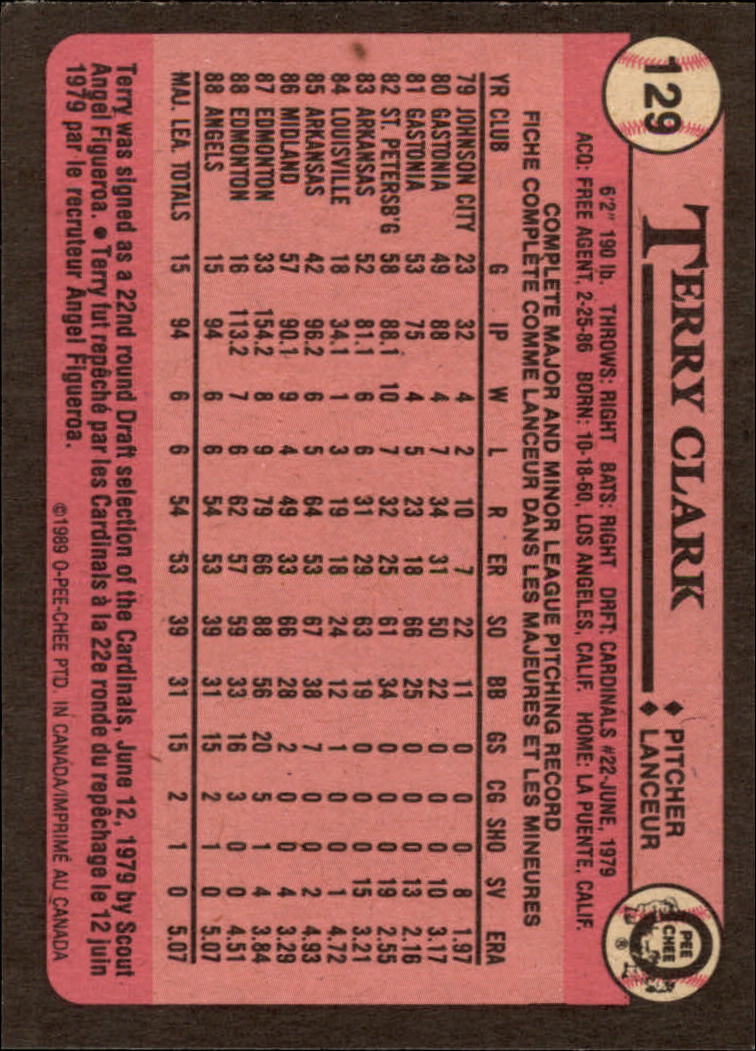 129
TERRY CLARK
◆ PITCHER
◆ LANCEUR
O PEE CHEE ®
6'2" 190 lb. THROWS: RIGHT BATS: RIGHT DRFT: CARDINALS #22-JUNE, 1979
ACQ: FREE AGENT, 2-25-86 BORN: 10-18-60, LOS ANGELES, CALIF. HOME: LA PUENTE, CALIF.
COMPLETE MAJOR AND MINOR LEAGUE PITCHING RECORD
FICHE COMPLÈTE COMME LANCEUR DANS LES MAJEURES ET LES MINEURES
YR CLUB G IP W L R ER SO BB GS CG SHO SV ERA
79 JOHNSON CITY 23 32 4 2 10 7 22 11 0 0 0 8 1.97
80 GASTONIA 49 88 4 7 34 31 50 22 0 0 0 10 3.17
81 GASTONIA 53 75 4 5 23 18 66 25 0 0 0 13 2.16
82 ST. PETERSB'G 58 88.1 10 7 32 25 61 34 0 0 0 19 2.55
83 ARKANSAS 52 81.1 6 6 31 29 63 19 0 0 0 15 3.21
84 LOUISVILLE 18 34.1 1 3 19 18 24 12 1 0 0 1 4.72
85 ARKANSAS 42 96.2 6 5 64 53 67 38 7 0 0 2 4.93
86 MIDLAND 57 90.1 9 4 49 33 66 28 2 0 0 4 3.29
87 EDMONTON 33 154.2 8 9 79 66 88 56 20 5 1 4 3.84
88 EDMONTON 16 113.2 7 6 62 57 59 33 16 3 0 0 4.51
88 ANGELS 15 94 6 6 54 53 39 31 15 2 1 0 5.07
MAJ. LEA. TOTALS 15 94 6 6 54 53 39 31 15 2 1 0 5.07
Terry was signed as a 22nd round Draft selection of the Cardinals, June 12, 1979 by Scout
Angel Figueroa. ● Terry fut repêché par les Cardinals à la 22e ronde du repêchage le 12 juin
1979 par le recruteur Angel Figueroa.
©1989 O-PEE-CHEE PTD. IN CANADA/IMPRIMÉ AU CANADA